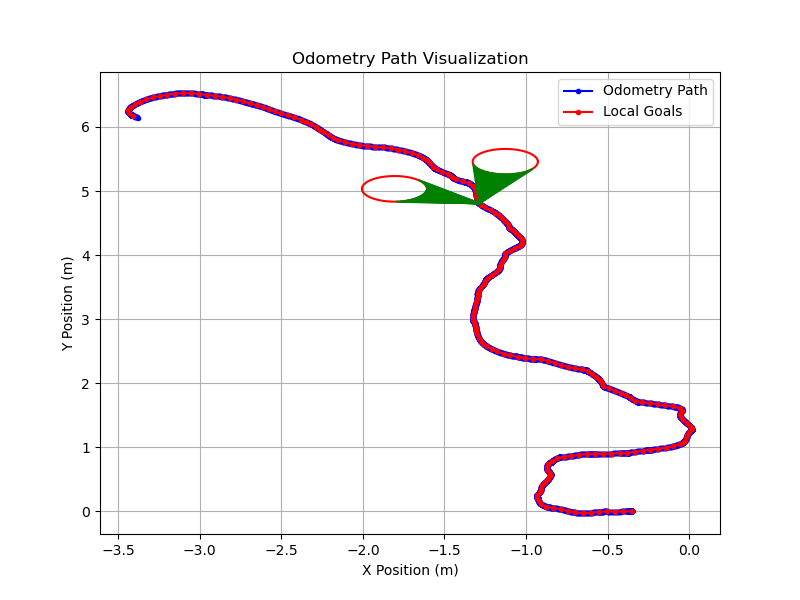 Odometry Path Visualization
Odometry Path
Local Goals
Y Position (m)
6
5
4
3
2
1
0
−3.5 −3.0 −2.5 −2.0 −1.5 −1.0 −0.5 0.0
X Position (m)